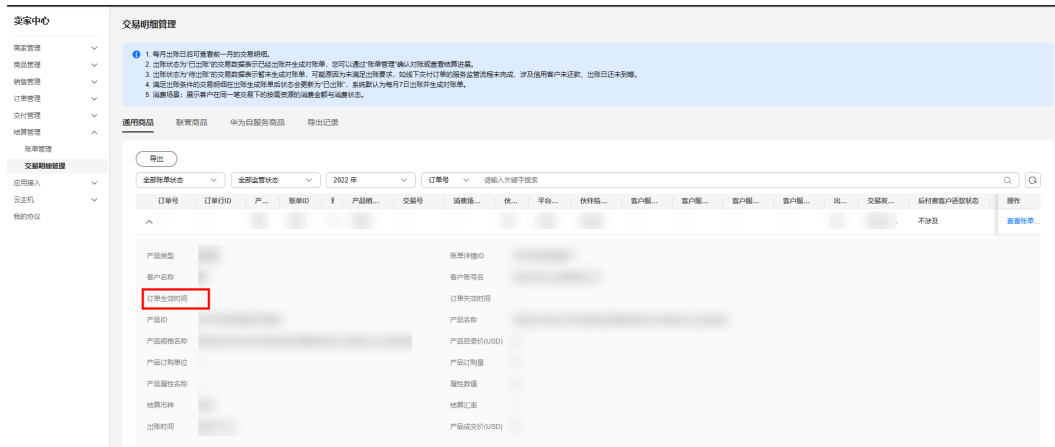 卖家中心
商家管理
商品管理
销售管理
订单管理
交付管理
结算管理
账单管理
交易明细管理
应用接入
云主机
我的协议
交易明细管理
1. 每月出账日后可查看前一月的交易明细。
2. 出账状态为“已出账”的交易数据表示已经出账并生成对账单，您可以通过“账单管理”确认对账或查看结算进展。
3. 出账状态为“待出账”的交易数据表示暂未生成对账单，可能原因为未满足出账要求，如线下交付订单的服务监管流程未完成、涉及信用客户未还款、出账日还未到等。
4. 满足出账条件的交易明细在出账生成账单后状态会更新为“已出账”，系统默认为每月7日出账并生成对账单。
5. 消费场景：展示客户在同一笔交易下的按需资源的消费金额与消费状态。
通用商品 联营商品 华为自服务商品 导出记录
导出
全部账单状态 全部监管状态 2022 年 订单号 请输入关键字搜索
订单号 订单行ID 产... 账单ID 产品销... 交易号 消费场... 伙... 平台... 伙伴结... 客户服... 客户服... 客户服... 客户服... 出... 交易发... 后付费客户还款状态 操作
不涉及 查看账单...
产品类型 账单详情ID
客户名称 客户账号名
订单生效时间 订单失效时间
产品ID 产品名称
产品规格名称 产品目录价(USD)
产品订购单位 产品订购量
产品属性名称 属性数值
结算币种 结算汇率
出账时间 产品成交价(USD)